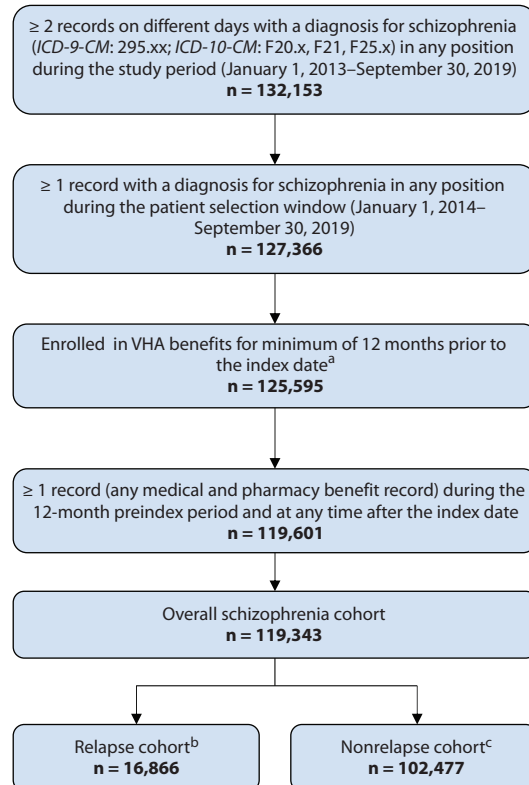 ≥ 2 records on different days with a diagnosis for schizophrenia
(ICD-9-CM: 295.xx; ICD-10-CM: F20.x, F21, F25.x) in any position
during the study period (January 1, 2013–September 30, 2019)
n = 132,153
≥ 1 record with a diagnosis for schizophrenia in any position
during the patient selection window (January 1, 2014–
September 30, 2019)
n = 127,366
Enrolled in VHA benefits for minimum of 12 months prior to
the index dateᵃ
n = 125,595
≥ 1 record (any medical and pharmacy benefit record) during the
12-month preindex period and at any time after the index date
n = 119,601
Overall schizophrenia cohort
n = 119,343
Relapse cohortᵇ
n = 16,866
Nonrelapse cohortᶜ
n = 102,477